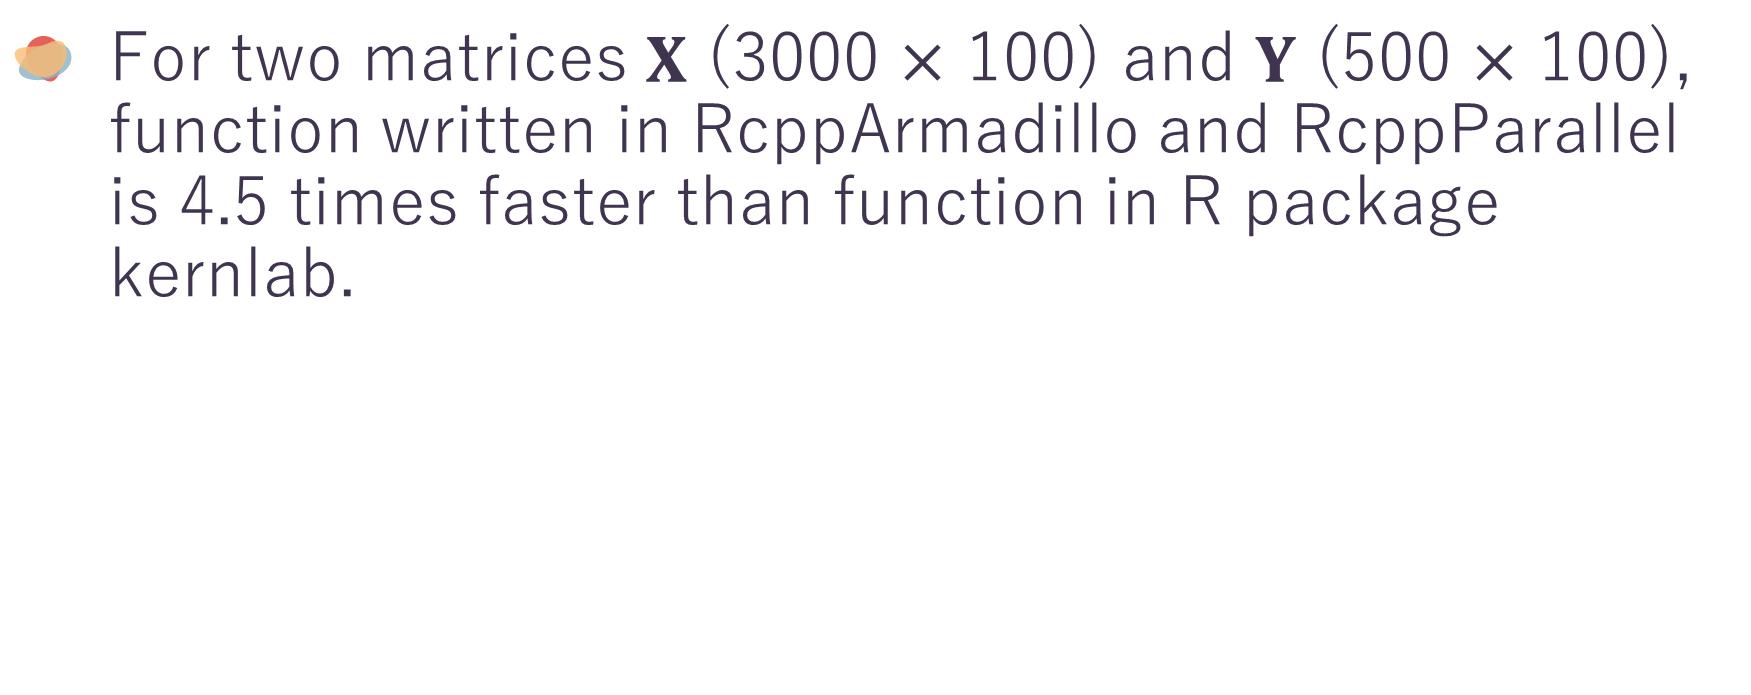 For two matrices X (3000 × 100) and Y (500 × 100),
function written in RcppArmadillo and RcppParallel
is 4.5 times faster than function in R package
kernlab.